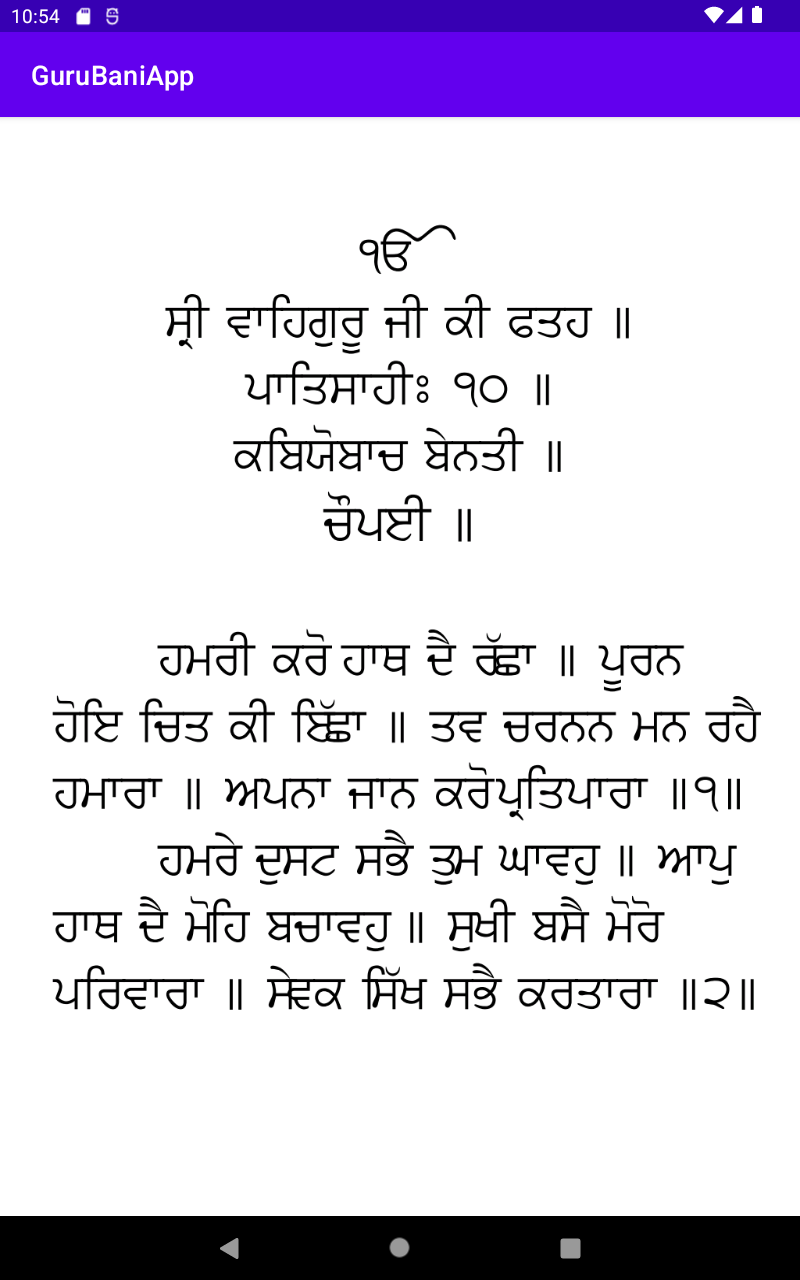 10:54
GuruBaniApp
ੴ
ਸ੍ਰੀ ਵਾਹਿਗੁਰੂ ਜੀ ਕੀ ਫਤਹ ॥
ਪਾਤਿਸਾਹੀਃ ੧੦ ॥
ਕਬਿਯੋਬਾਚ ਬੇਨਤੀ ॥
ਚੌਪਈ ॥
ਹਮਰੀ ਕਰੋ ਹਾਥ ਦੈ ਰੱਛਾ ॥ ਪੂਰਨ
ਹੋਇ ਚਿਤ ਕੀ ਇੱਛਾ ॥ ਤਵ ਚਰਨਨ ਮਨ ਰਹੈ
ਹਮਾਰਾ ॥ ਅਪਨਾ ਜਾਨ ਕਰੋ ਪ੍ਰਤਿਪਾਰਾ ॥੧॥
ਹਮਰੇ ਦੁਸਟ ਸਭੈ ਤੁਮ ਘਾਵਹੁ ॥ ਆਪੁ
ਹਾਥ ਦੈ ਮੋਹਿ ਬਚਾਵਹੁ ॥ ਸੁਖੀ ਬਸੈ ਮੋਰੋ
ਪਰਿਵਾਰਾ ॥ ਸੇਵਕ ਸਿੱਖ ਸਭੈ ਕਰਤਾਰਾ ॥੨॥